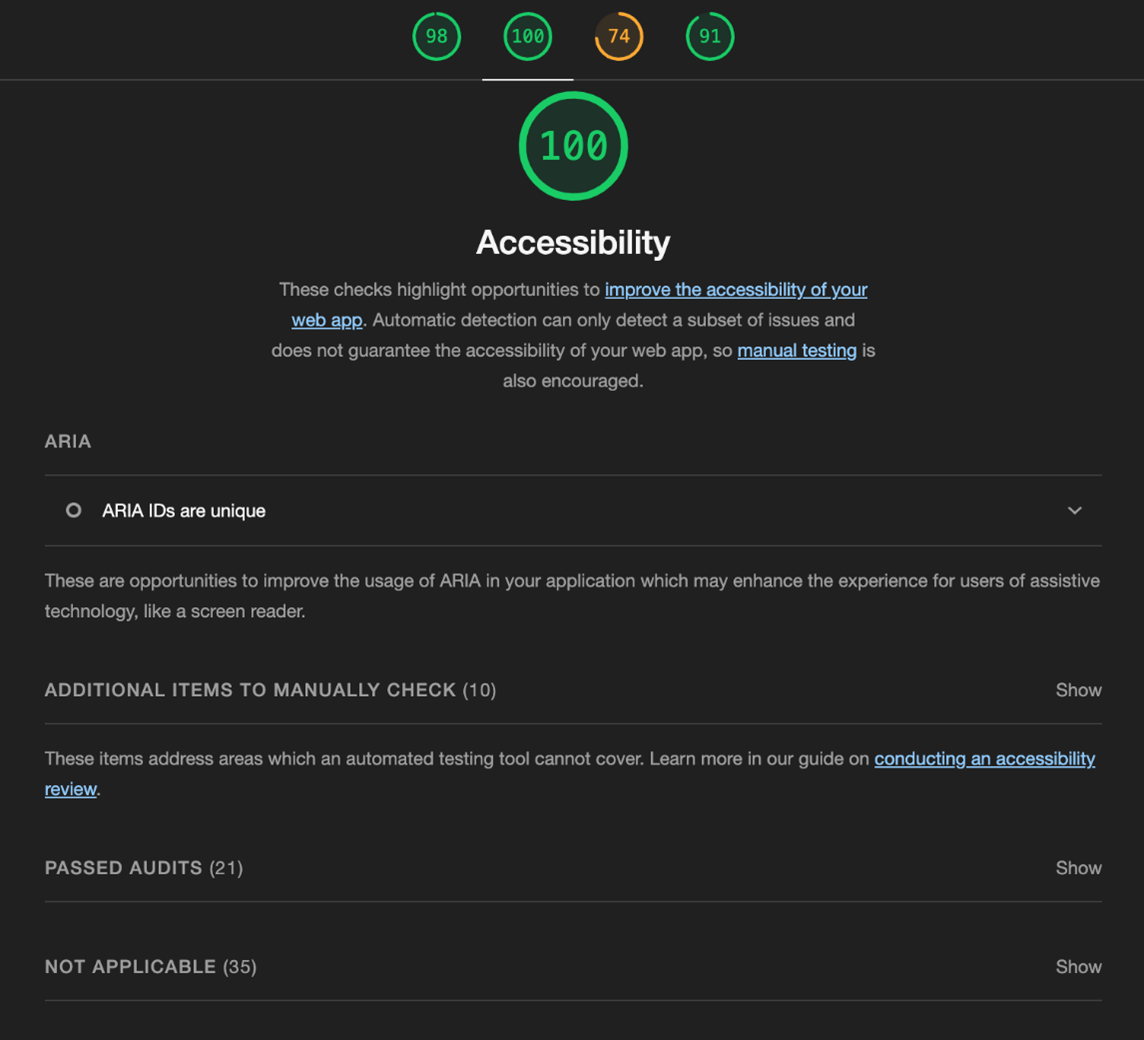 98 100 74 91
100
Accessibility
These checks highlight opportunities to improve the accessibility of your
web app. Automatic detection can only detect a subset of issues and
does not guarantee the accessibility of your web app, so manual testing is
also encouraged.
ARIA
ARIA IDs are unique
These are opportunities to improve the usage of ARIA in your application which may enhance the experience for users of assistive
technology, like a screen reader.
ADDITIONAL ITEMS TO MANUALLY CHECK (10) Show
These items address areas which an automated testing tool cannot cover. Learn more in our guide on conducting an accessibility
review.
PASSED AUDITS (21) Show
NOT APPLICABLE (35) Show